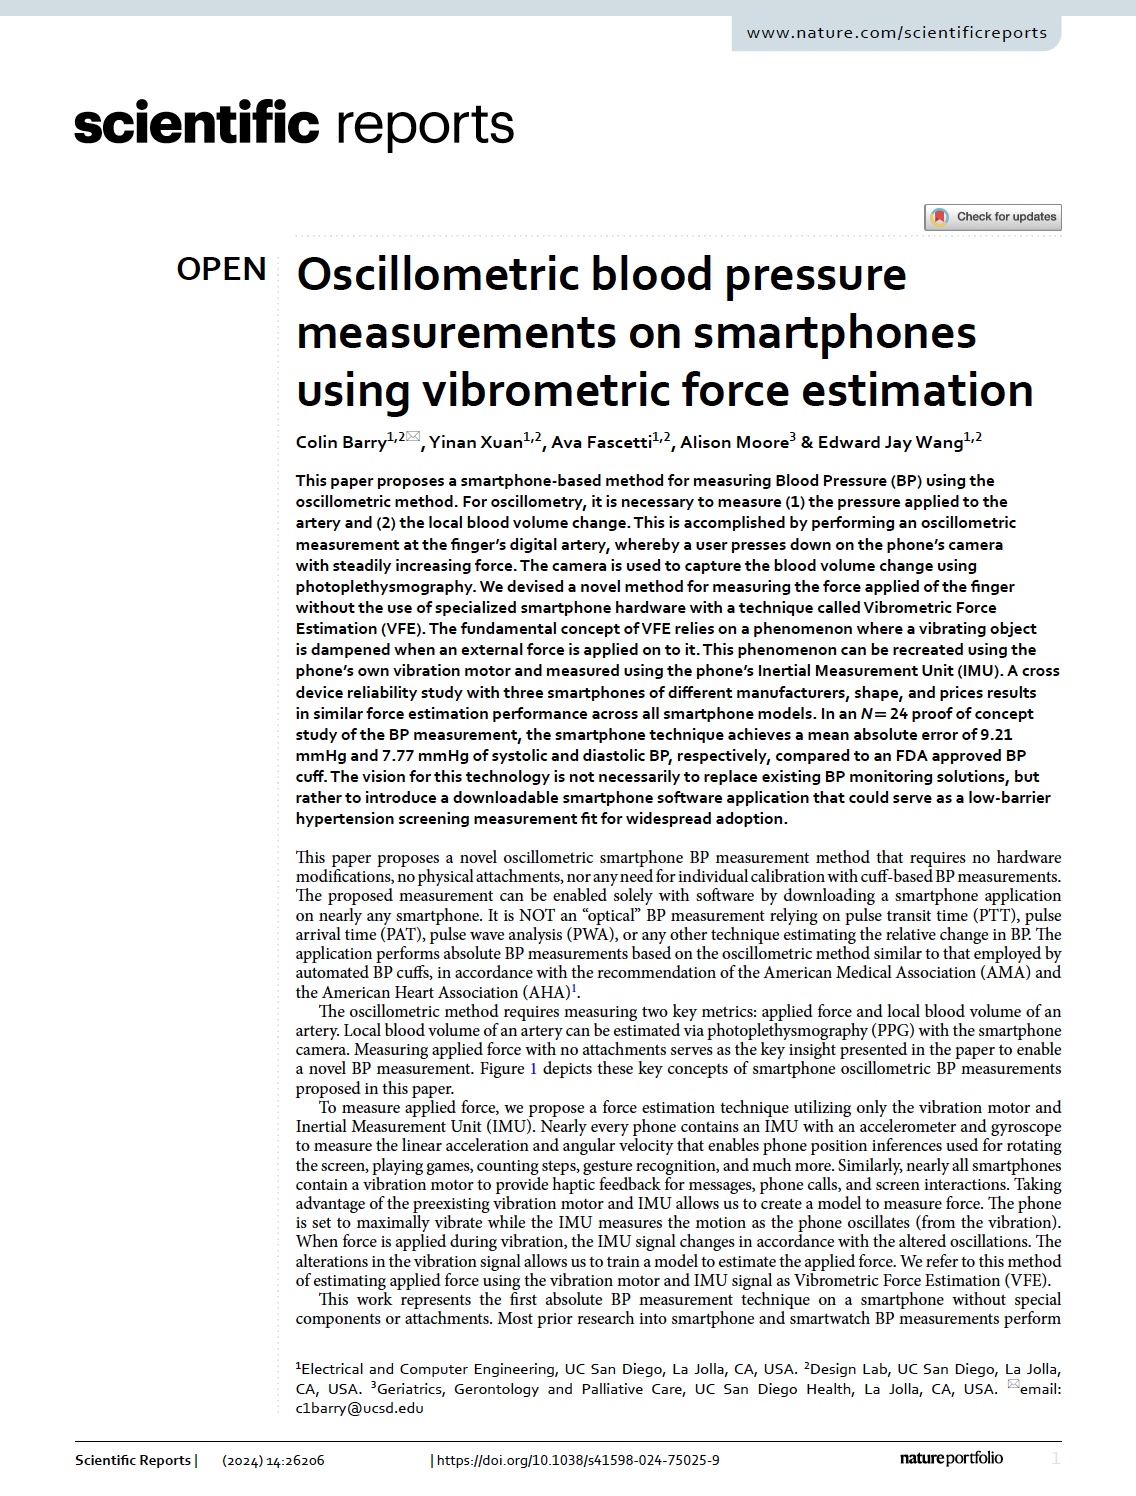 www.nature.com/scientificreports
scientific reports
Check for updates
OPEN
Oscillometric blood pressure
measurements on smartphones
using vibrometric force estimation
Colin Barry1,2✉, Yinan Xuan1,2, Ava Fascetti1,2, Alison Moore3 & Edward Jay Wang1,2
This paper proposes a smartphone-based method for measuring Blood Pressure (BP) using the
oscillometric method. For oscillometry, it is necessary to measure (1) the pressure applied to the
artery and (2) the local blood volume change. This is accomplished by performing an oscillometric
measurement at the finger's digital artery, whereby a user presses down on the phone's camera
with steadily increasing force. The camera is used to capture the blood volume change using
photoplethysmography. We devised a novel method for measuring the force applied of the finger
without the use of specialized smartphone hardware with a technique called Vibrometric Force
Estimation (VFE). The fundamental concept of VFE relies on a phenomenon where a vibrating object
is dampened when an external force is applied on to it. This phenomenon can be recreated using the
phone's own vibration motor and measured using the phone's Inertial Measurement Unit (IMU). A cross
device reliability study with three smartphones of different manufacturers, shape, and prices results
in similar force estimation performance across all smartphone models. In an N = 24 proof of concept
study of the BP measurement, the smartphone technique achieves a mean absolute error of 9.21
mmHg and 7.77 mmHg of systolic and diastolic BP, respectively, compared to an FDA approved BP
cuff. The vision for this technology is not necessarily to replace existing BP monitoring solutions, but
rather to introduce a downloadable smartphone software application that could serve as a low-barrier
hypertension screening measurement fit for widespread adoption.
This paper proposes a novel oscillometric smartphone BP measurement method that requires no hardware
modifications, no physical attachments, nor any need for individual calibration with cuff-based BP measurements.
The proposed measurement can be enabled solely with software by downloading a smartphone application
on nearly any smartphone. It is NOT an “optical” BP measurement relying on pulse transit time (PTT), pulse
arrival time (PAT), pulse wave analysis (PWA), or any other technique estimating the relative change in BP. The
application performs absolute BP measurements based on the oscillometric method similar to that employed by
automated BP cuffs, in accordance with the recommendation of the American Medical Association (AMA) and
the American Heart Association (AHA)1.
The oscillometric method requires measuring two key metrics: applied force and local blood volume of an
artery. Local blood volume of an artery can be estimated via photoplethysmography (PPG) with the smartphone
camera. Measuring applied force with no attachments serves as the key insight presented in the paper to enable
a novel BP measurement. Figure 1 depicts these key concepts of smartphone oscillometric BP measurements
proposed in this paper.
To measure applied force, we propose a force estimation technique utilizing only the vibration motor and
Inertial Measurement Unit (IMU). Nearly every phone contains an IMU with an accelerometer and gyroscope
to measure the linear acceleration and angular velocity that enables phone position inferences used for rotating
the screen, playing games, counting steps, gesture recognition, and much more. Similarly, nearly all smartphones
contain a vibration motor to provide haptic feedback for messages, phone calls, and screen interactions. Taking
advantage of the preexisting vibration motor and IMU allows us to create a model to measure force. The phone
is set to maximally vibrate while the IMU measures the motion as the phone oscillates (from the vibration).
When force is applied during vibration, the IMU signal changes in accordance with the altered oscillations. The
alterations in the vibration signal allows us to train a model to estimate the applied force. We refer to this method
of estimating applied force using the vibration motor and IMU signal as Vibrometric Force Estimation (VFE).
This work represents the first absolute BP measurement technique on a smartphone without special
components or attachments. Most prior research into smartphone and smartwatch BP measurements perform
1Electrical and Computer Engineering, UC San Diego, La Jolla, CA, USA. 2Design Lab, UC San Diego, La Jolla,
CA, USA. 3Geriatrics, Gerontology and Palliative Care, UC San Diego Health, La Jolla, CA, USA. ✉email:
c1barry@ucsd.edu
Scientific Reports | (2024) 14:26206 | https://doi.org/10.1038/s41598-024-75025-9 natureportfolio 1